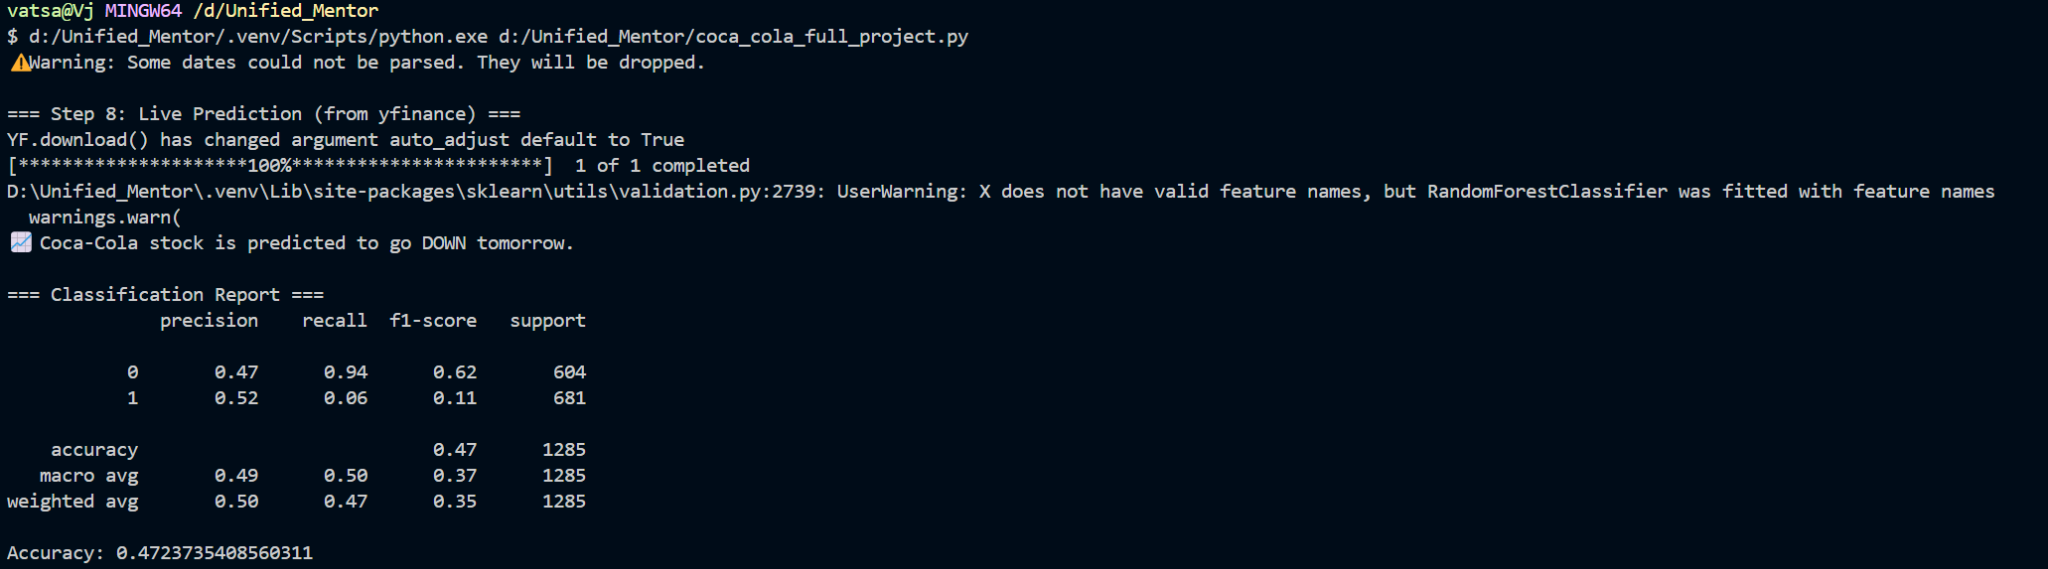 vatsa@Vj MINGW64 /d/Unified_Mentor
$ d:/Unified_Mentor/.venv/Scripts/python.exe d:/Unified_Mentor/coca_cola_full_project.py
⚠️Warning: Some dates could not be parsed. They will be dropped.

=== Step 8: Live Prediction (from yfinance) ===
YF.download() has changed argument auto_adjust default to True
[*********************100%***********************]  1 of 1 completed
D:\Unified_Mentor\.venv\Lib\site-packages\sklearn\utils\validation.py:2739: UserWarning: X does not have valid feature names, but RandomForestClassifier was fitted with feature names
  warnings.warn(
📈 Coca-Cola stock is predicted to go DOWN tomorrow.

=== Classification Report ===
              precision    recall  f1-score   support

           0       0.47      0.94      0.62       604
           1       0.52      0.06      0.11       681

    accuracy                           0.47      1285
   macro avg       0.49      0.50      0.37      1285
weighted avg       0.50      0.47      0.35      1285

Accuracy: 0.4723735408560311